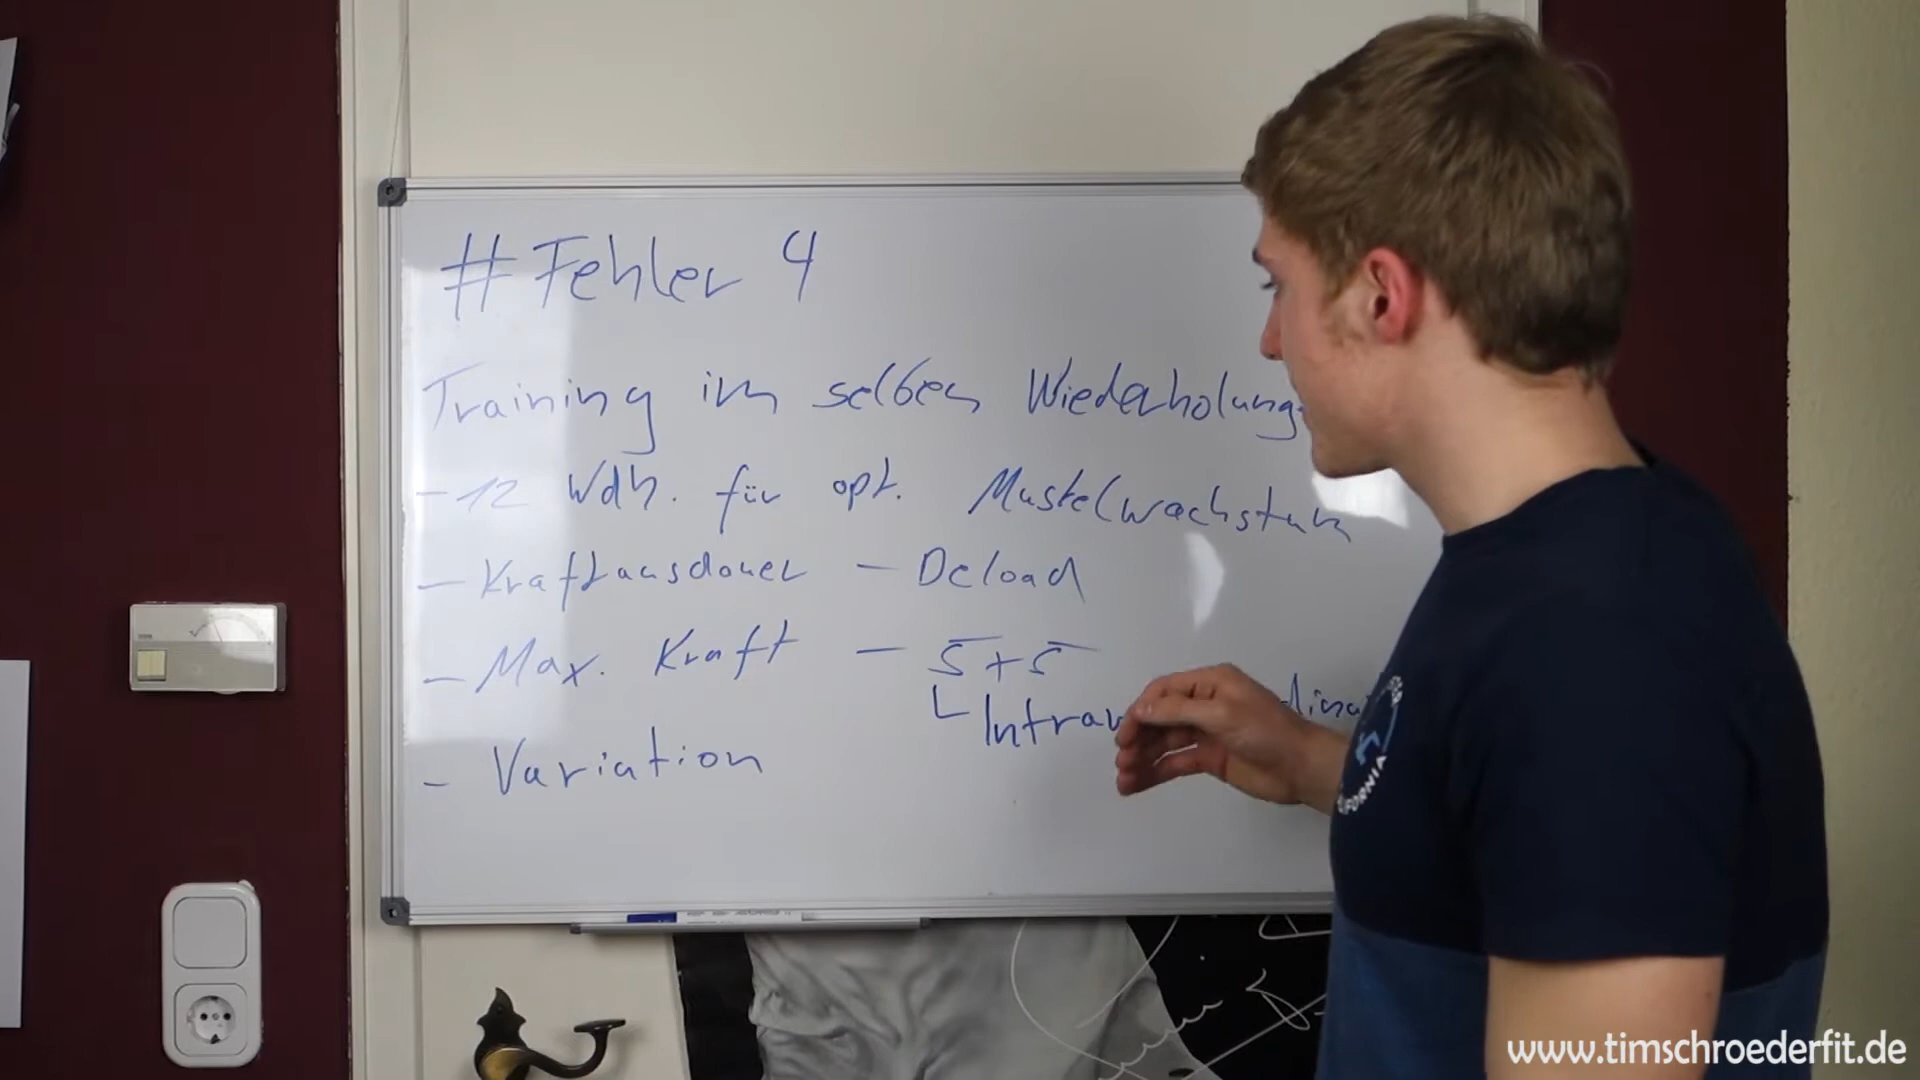 # Fehler 4
Training im selben Wiederholungs
- 12 Wdh. für opt. Muskelwachstum
- Kraftausdauer - Deload
- Max. Kraft - 5+5
- Variation
www.timschroederfit.de